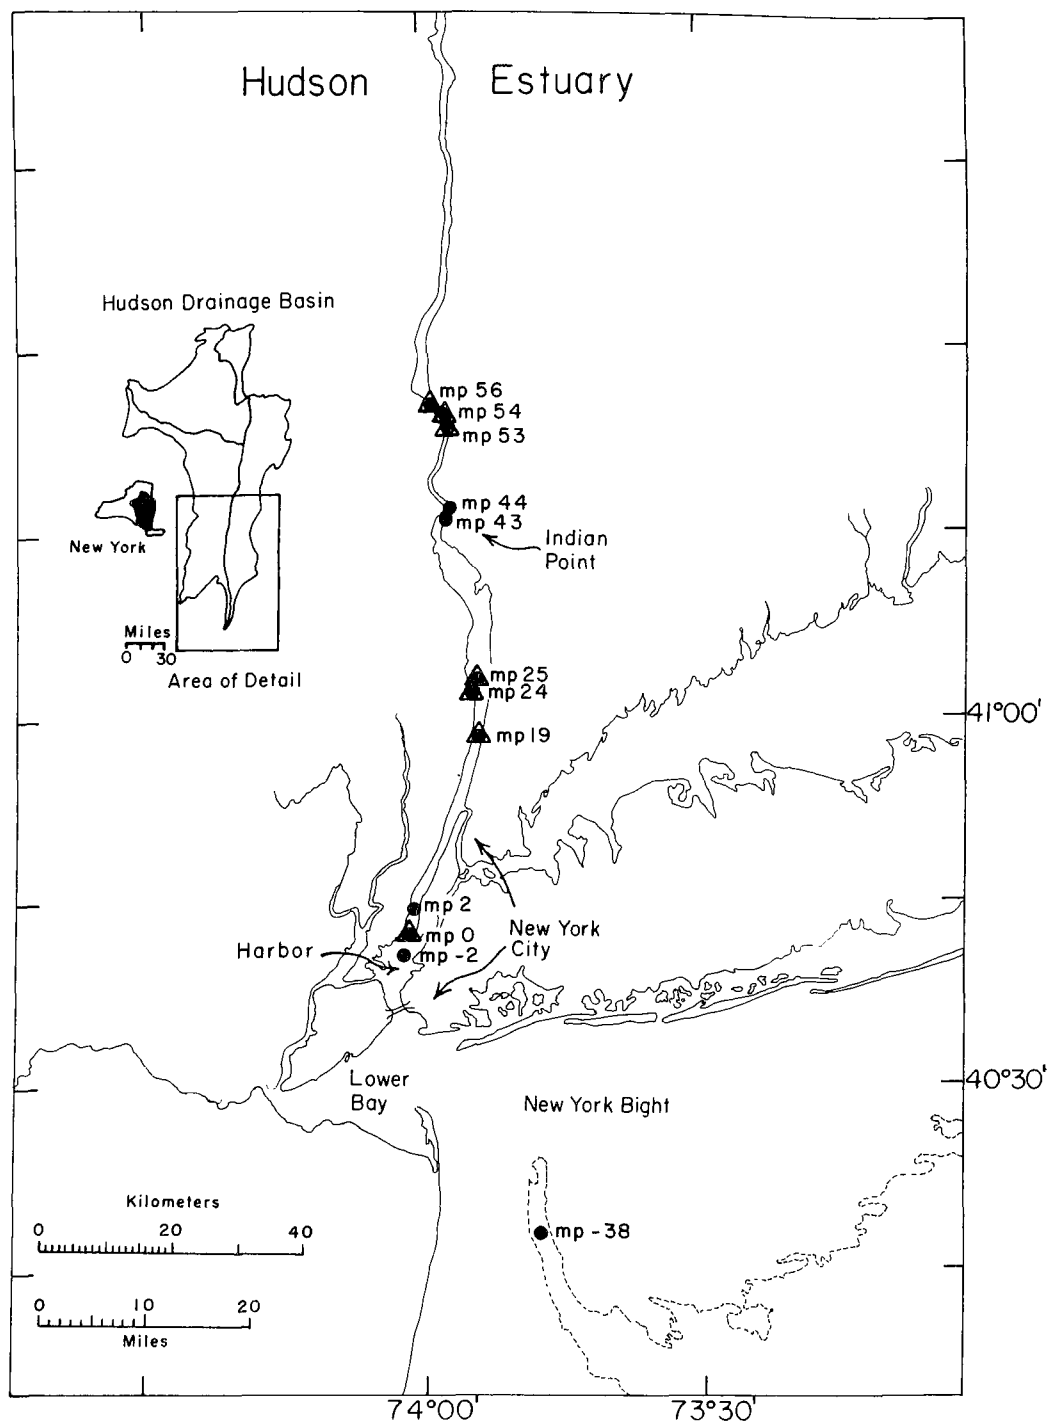 Hudson Estuary
Hudson Drainage Basin
mp 56
mp 54
mp 53
mp 44
mp 43
New York
Indian
Point
Miles
0 30
Area of Detail
mp 25
mp 24
41°00'
mp 19
mp 2
mp 0
mp -2
New York
City
Harbor
Lower
Bay
40°30'
New York Bight
Kilometers
0 20 40
mp -38
0 10 20
Miles
74°00' 73°30'